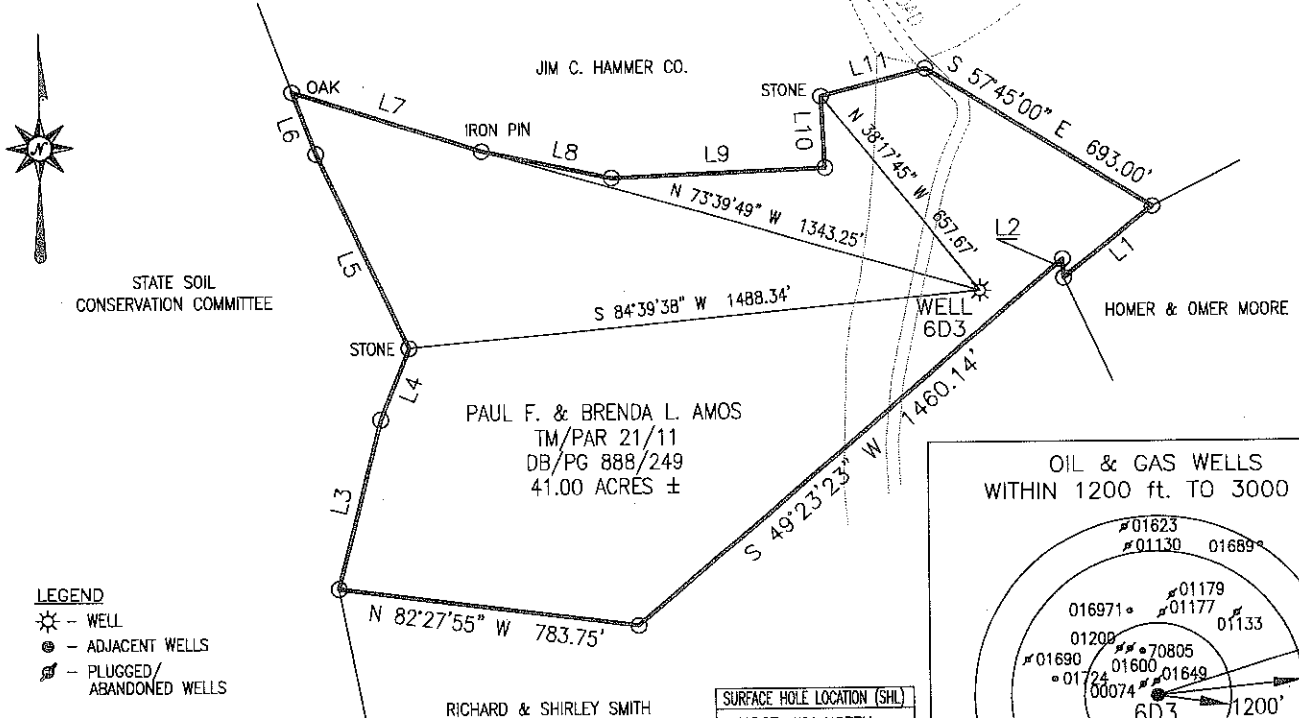 JIM C. HAMMER CO.
OAK
L7
IRON PIN
L6
L8
L9
STONE
L10
L11
S 57°45'00" E 693.00'
N 38°17'45" W 657.67'
N 73°39'49" W 1343.25'
L2
L1
N
L5
STATE SOIL
CONSERVATION COMMITTEE
S 84°39'38" W 1488.34'
WELL
6D3
HOMER & OMER MOORE
STONE
L4
PAUL F. & BRENDA L. AMOS
TM/PAR 21/11
DB/PG 888/249
41.00 ACRES ±
S 49°23'23" W 1460.14'
L3
N 82°27'55" W 783.75'
LEGEND
- WELL
- ADJACENT WELLS
- PLUGGED/
ABANDONED WELLS
RICHARD & SHIRLEY SMITH
SURFACE HOLE LOCATION (SHL)
OIL & GAS WELLS
WITHIN 1200 ft. TO 3000
01623
01130
01689
01179
016971
01177
01133
01200
70805
01690
01600
01724
01649
00074
6D3
1200'